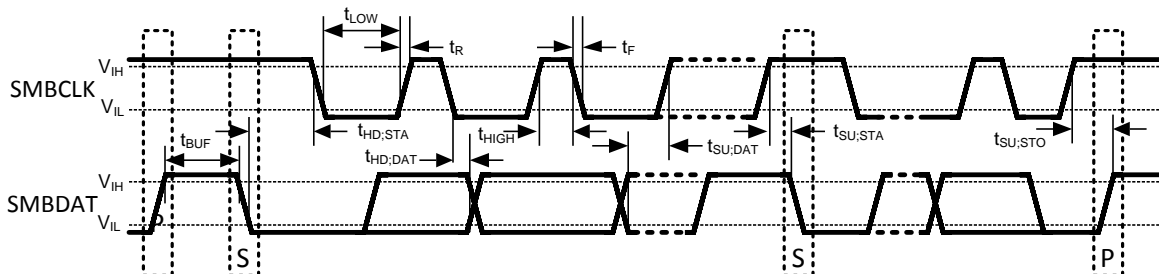 tLOW
tR
tF
SMBCLK
VIH
VIL
tHD;STA
tHIGH
tSU;DAT
tSU;STA
tSU;STO
tBUF
tHD;DAT
SMBDAT
VIH
VIL
P
S
S
P